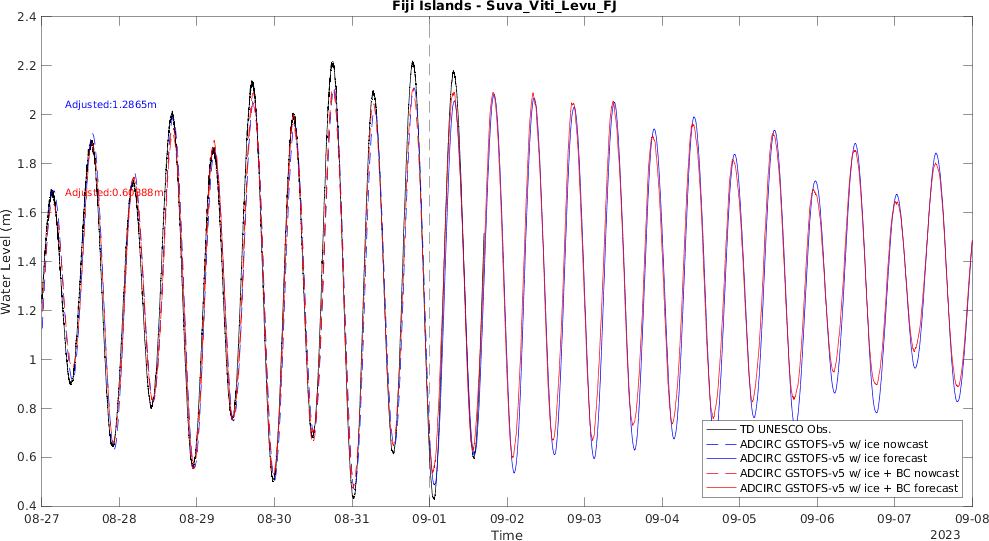 Fiji Islands - Suva_Viti_Levu_FJ
2.4
2.2
2
1.8
1.6
1.4
1.2
1
0.8
0.6
0.4
Water Level (m)
Adjusted:1.2865m
Adjusted:0.60388m
TD UNESCO Obs.
ADCIRC GSTOFS-v5 w/ ice nowcast
ADCIRC GSTOFS-v5 w/ ice forecast
ADCIRC GSTOFS-v5 w/ ice + BC nowcast
ADCIRC GSTOFS-v5 w/ ice + BC forecast
08-27 08-28 08-29 08-30 08-31 09-01 09-02 09-03 09-04 09-05 09-06 09-07 09-08
Time
2023